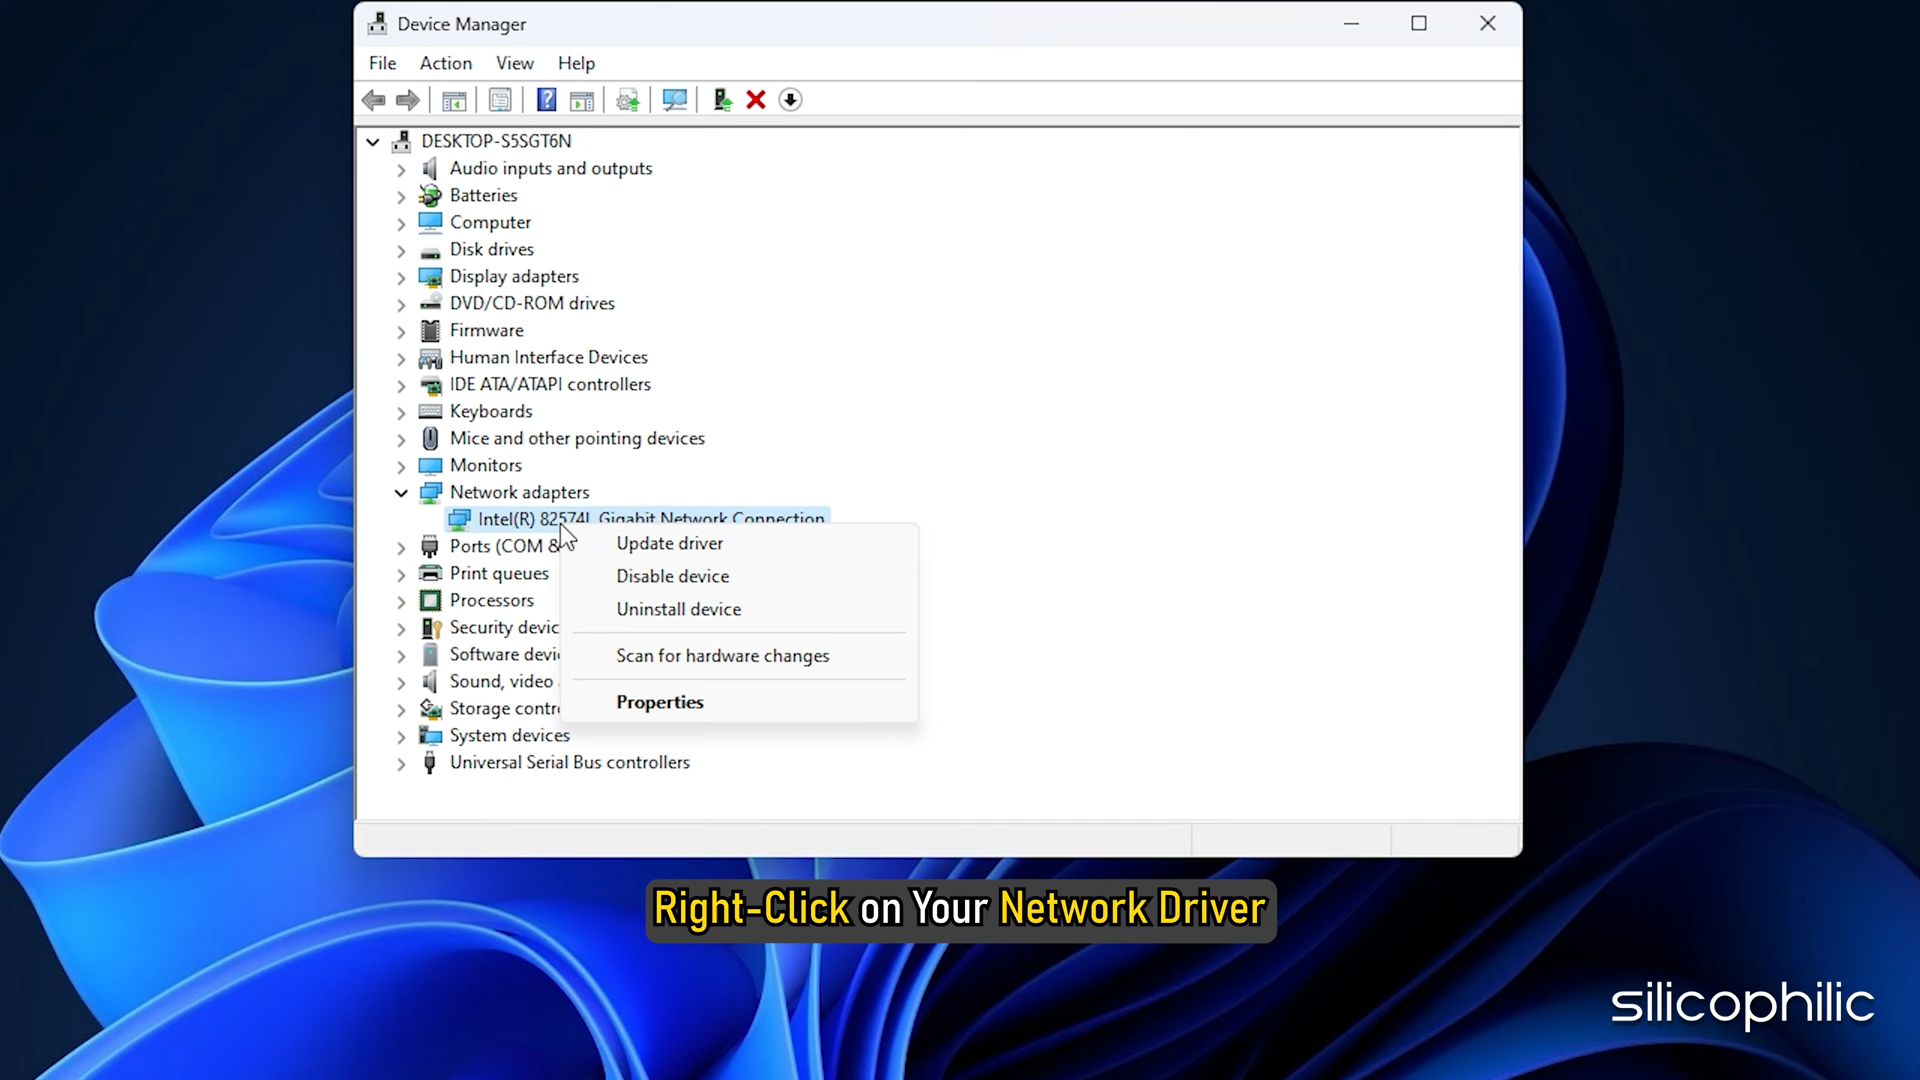 Device Manager
File Action View Help
DESKTOP-S5SGT6N
Audio inputs and outputs
Batteries
Computer
Disk drives
Display adapters
DVD/CD-ROM drives
Firmware
Human Interface Devices
IDE ATA/ATAPI controllers
Keyboards
Mice and other pointing devices
Monitors
Network adapters
Intel(R) 82574L Gigabit Network Connection
Ports (COM &
Update driver
Disable device
Uninstall device
Scan for hardware changes
Properties
Print queues
Processors
Security devic
Software devi
Sound, video
Storage contr
System devices
Universal Serial Bus controllers
Right-Click on Your Network Driver
silicophilic